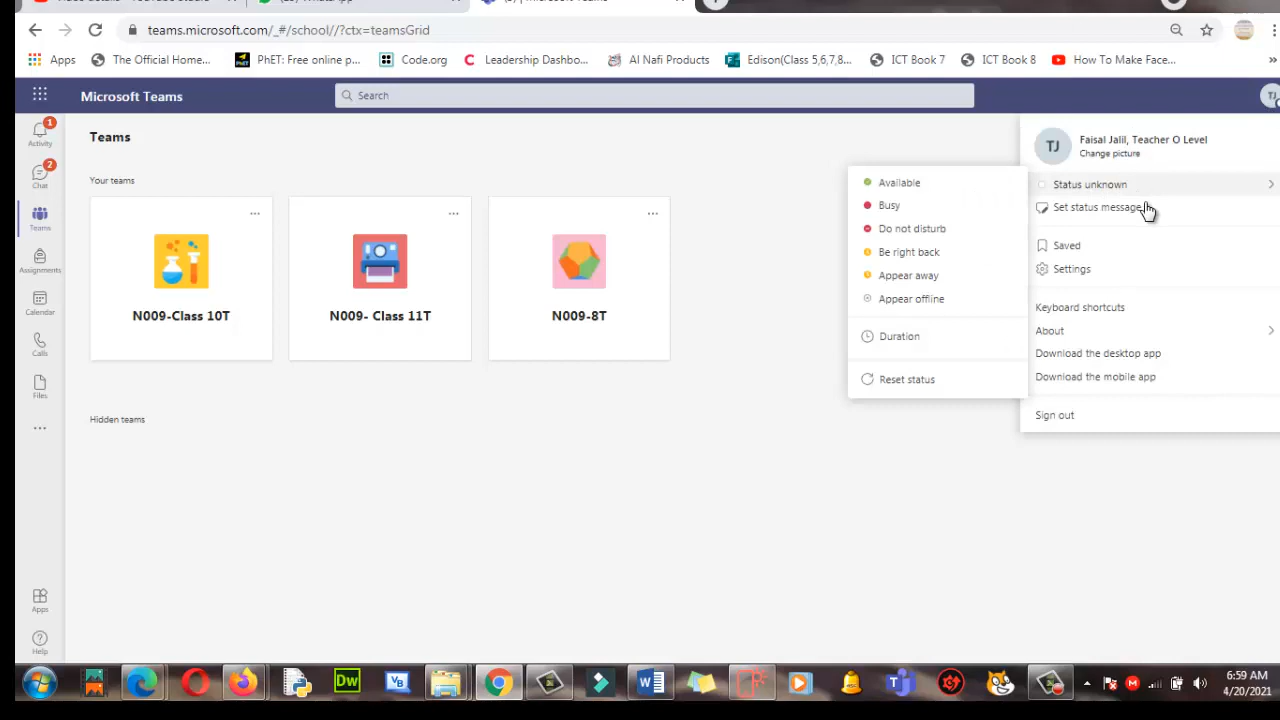 teams.microsoft.com/_#/school//?ctx=teamsGrid
Apps
The Official Home...
PhET: Free online p...
Code.org
Leadership Dashbo...
Al Nafi Products
Edison(Class 5,6,7,8...
ICT Book 7
ICT Book 8
How To Make Face...
»
Microsoft Teams
Search
TJ
Activity
1
Chat
2
Teams
Assignments
Calendar
Calls
Files
...
Apps
Help
Teams
Your teams
N009-Class 10T
N009- Class 11T
N009-8T
Hidden teams
Available
Busy
Do not disturb
Be right back
Appear away
Appear offline
Duration
Reset status
TJ
Faisal Jalil, Teacher O Level
Change picture
Status unknown
Set status message
Saved
Settings
Keyboard shortcuts
About
Download the desktop app
Download the mobile app
Sign out
Dw
VB
6:59 AM
4/20/2021